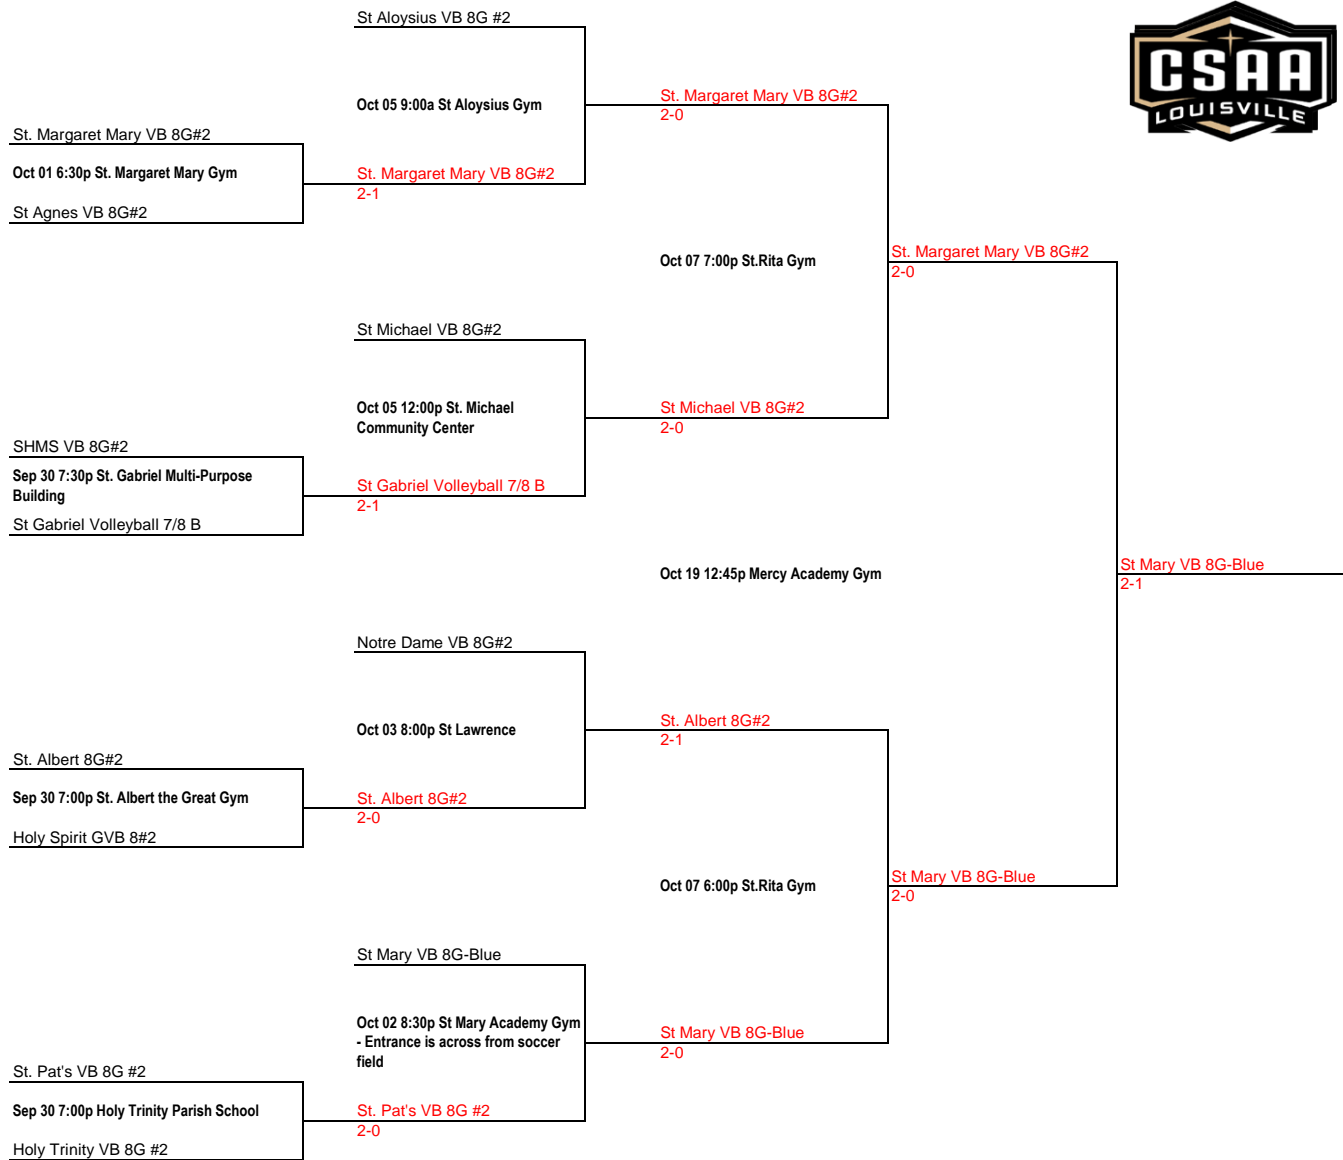 St Aloysius VB 8G #2
CSAA
LOUISVILLE
Oct 05 9:00a St Aloysius Gym
St. Margaret Mary VB 8G#2
2-0
St. Margaret Mary VB 8G#2
Oct 01 6:30p St. Margaret Mary Gym
St. Margaret Mary VB 8G#2
2-1
St Agnes VB 8G#2
Oct 07 7:00p St.Rita Gym
St. Margaret Mary VB 8G#2
2-0
St Michael VB 8G#2
Oct 05 12:00p St. Michael
Community Center
St Michael VB 8G#2
2-0
SHMS VB 8G#2
Sep 30 7:30p St. Gabriel Multi-Purpose
Building
St Gabriel Volleyball 7/8 B
2-1
St Gabriel Volleyball 7/8 B
Oct 19 12:45p Mercy Academy Gym
St Mary VB 8G-Blue
2-1
Notre Dame VB 8G#2
Oct 03 8:00p St Lawrence
St. Albert 8G#2
2-1
St. Albert 8G#2
Sep 30 7:00p St. Albert the Great Gym
St. Albert 8G#2
2-0
Holy Spirit GVB 8#2
Oct 07 6:00p St.Rita Gym
St Mary VB 8G-Blue
2-0
St Mary VB 8G-Blue
Oct 02 8:30p St Mary Academy Gym
- Entrance is across from soccer
field
St Mary VB 8G-Blue
2-0
St. Pat's VB 8G #2
Sep 30 7:00p Holy Trinity Parish School
St. Pat's VB 8G #2
2-0
Holy Trinity VB 8G #2